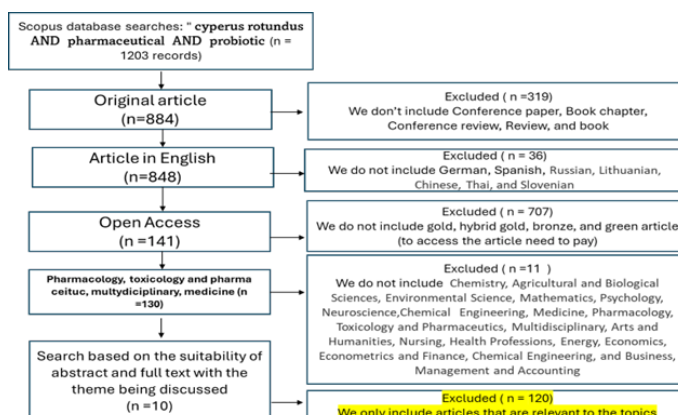 Scopus database searches: " cyperus rotundus
AND pharmaceutical AND probiotic (n =
1203 records)
Original article
(n=884)
Excluded ( n =319)
We don't include Conference paper, Book chapter,
Conference review, Review, and book
Article in English
(n=848)
Excluded (n = 36)
We do not include German, Spanish, Russian, Lithuanian,
Chinese, Thai, and Slovenian
Open Access
(n =141)
Excluded (n = 707)
We do not include gold, hybrid gold, bronze, and green article
(to access the article need to pay)
Pharmacology, toxicology and pharma
ceituc, multydiciplinary, medicine (n
=130)
Excluded (n =11 )
We do not include Chemistry, Agricultural and Biological
Sciences, Environmental Science, Mathematics, Psychology,
Neuroscience,Chemical Engineering, Medicine, Pharmacology,
Toxicology and Pharmaceutics, Multidisciplinary, Arts and
Humanities, Nursing, Health Professions, Energy, Economics,
Econometrics and Finance, Chemical Engineering, and Business,
Management and Accounting
Search based on the suitability of
abstract and full text with the
theme being discussed
(n =10)
Excluded ( n = 120)
We only include articles that are relevant to the topics